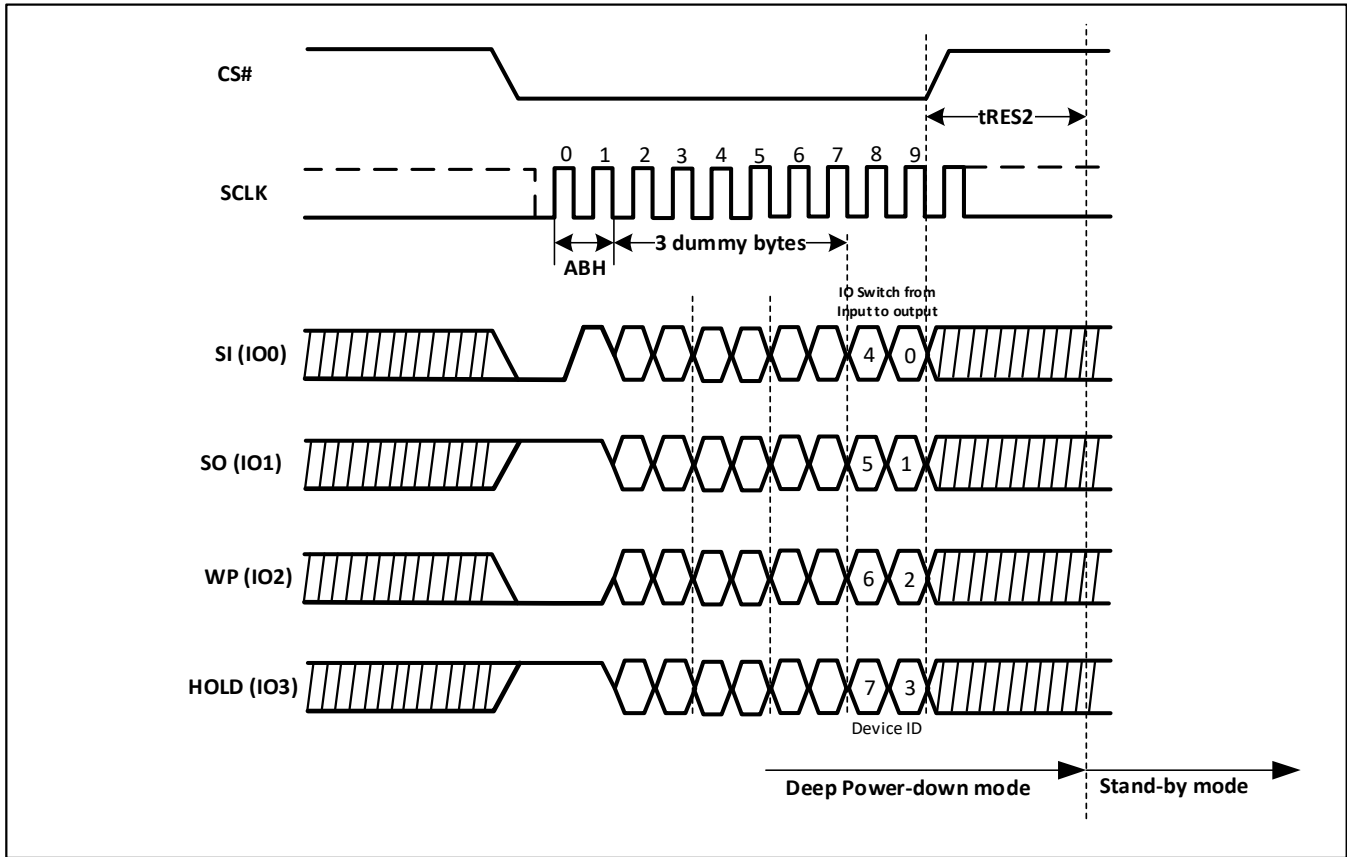 CS#
tRES2
0 1 2 3 4 5 6 7 8 9
SCLK
3 dummy bytes
ABH
IO Switch from
Input to output
SI (IO0)
4 0
SO (IO1)
5 1
WP (IO2)
6 2
HOLD (IO3)
7 3
Device ID
Deep Power-down mode
Stand-by mode